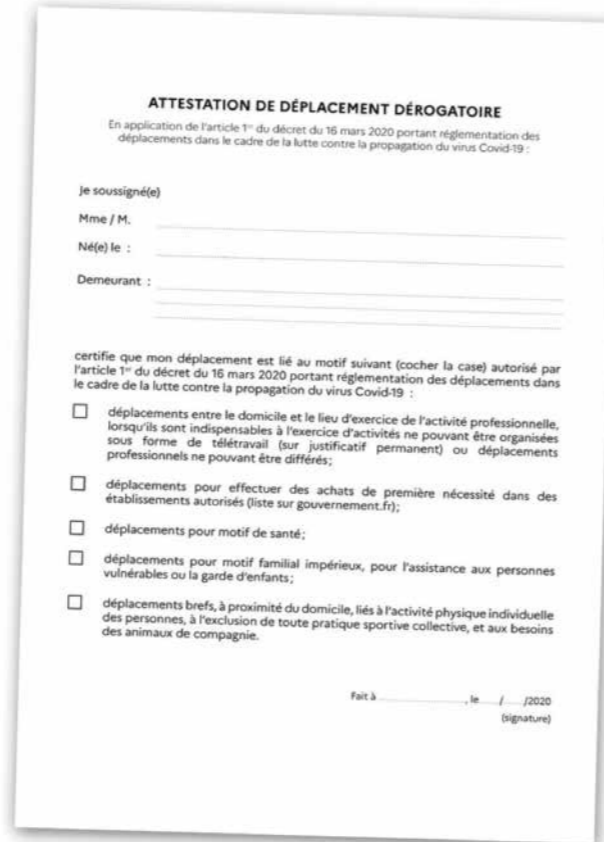 ATTESTATION DE DÉPLACEMENT DÉROGATOIRE
En application de l'article 1er du décret du 16 mars 2020 portant réglementation des
déplacements dans le cadre de la lutte contre la propagation du virus Covid-19 :
Je soussigné(e)
Mme / M.
Né(e) le :
Demeurant :
certifie que mon déplacement est lié au motif suivant (cocher la case) autorisé par
l'article 1er du décret du 16 mars 2020 portant réglementation des déplacements dans
le cadre de la lutte contre la propagation du virus Covid-19 :
déplacements entre le domicile et le lieu d'exercice de l'activité professionnelle,
lorsqu'ils sont indispensables à l'exercice d'activités ne pouvant être organisées
sous forme de télétravail (sur justificatif permanent) ou déplacements
professionnels ne pouvant être différés;
déplacements pour effectuer des achats de première nécessité dans des
établissements autorisés (liste sur gouvernement.fr);
déplacements pour motif de santé;
déplacements pour motif familial impérieux, pour l'assistance aux personnes
vulnérables ou la garde d'enfants;
déplacements brefs, à proximité du domicile, liés à l'activité physique individuelle
des personnes, à l'exclusion de toute pratique sportive collective, et aux besoins
des animaux de compagnie.
Fait à ..................., le ..... / ..... /2020
(signature)